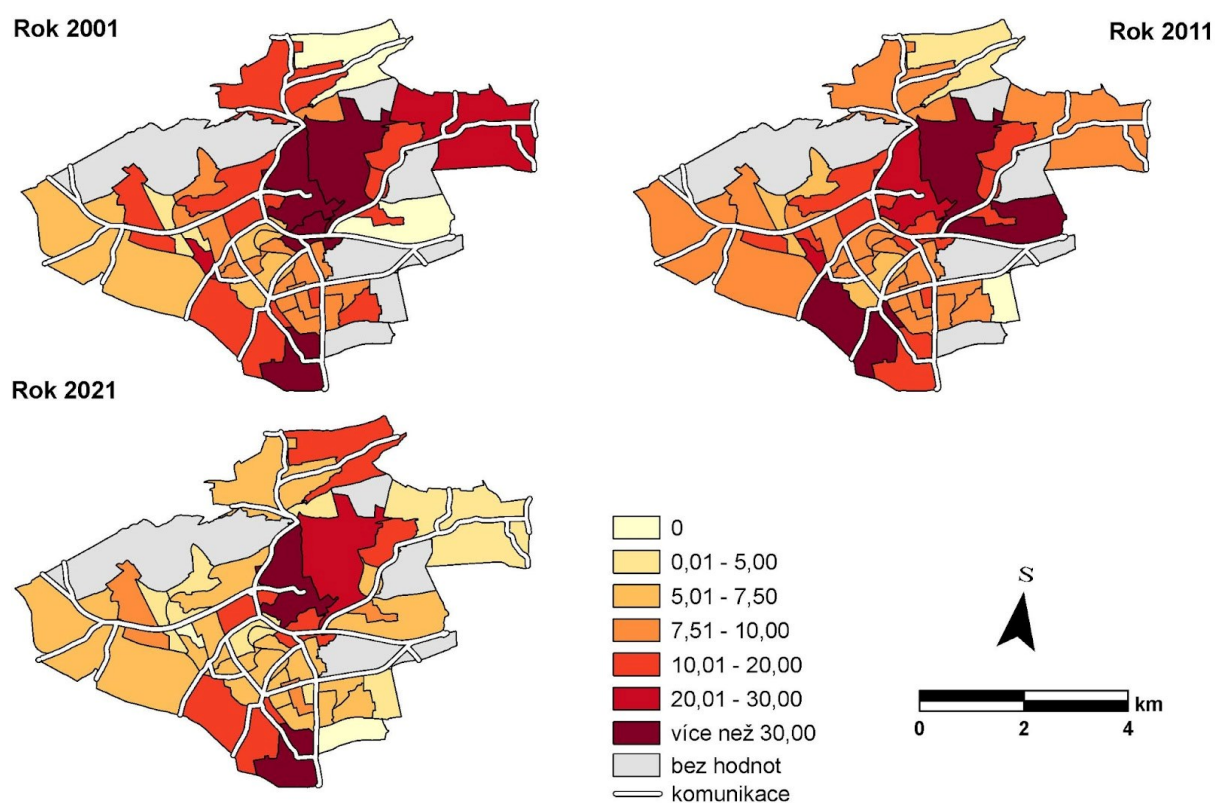 Rok 2001
Rok 2011
Rok 2021
0
0,01 - 5,00
5,01 - 7,50
7,51 - 10,00
10,01 - 20,00
20,01 - 30,00
více než 30,00
bez hodnot
komunikace
S
km
0 2 4